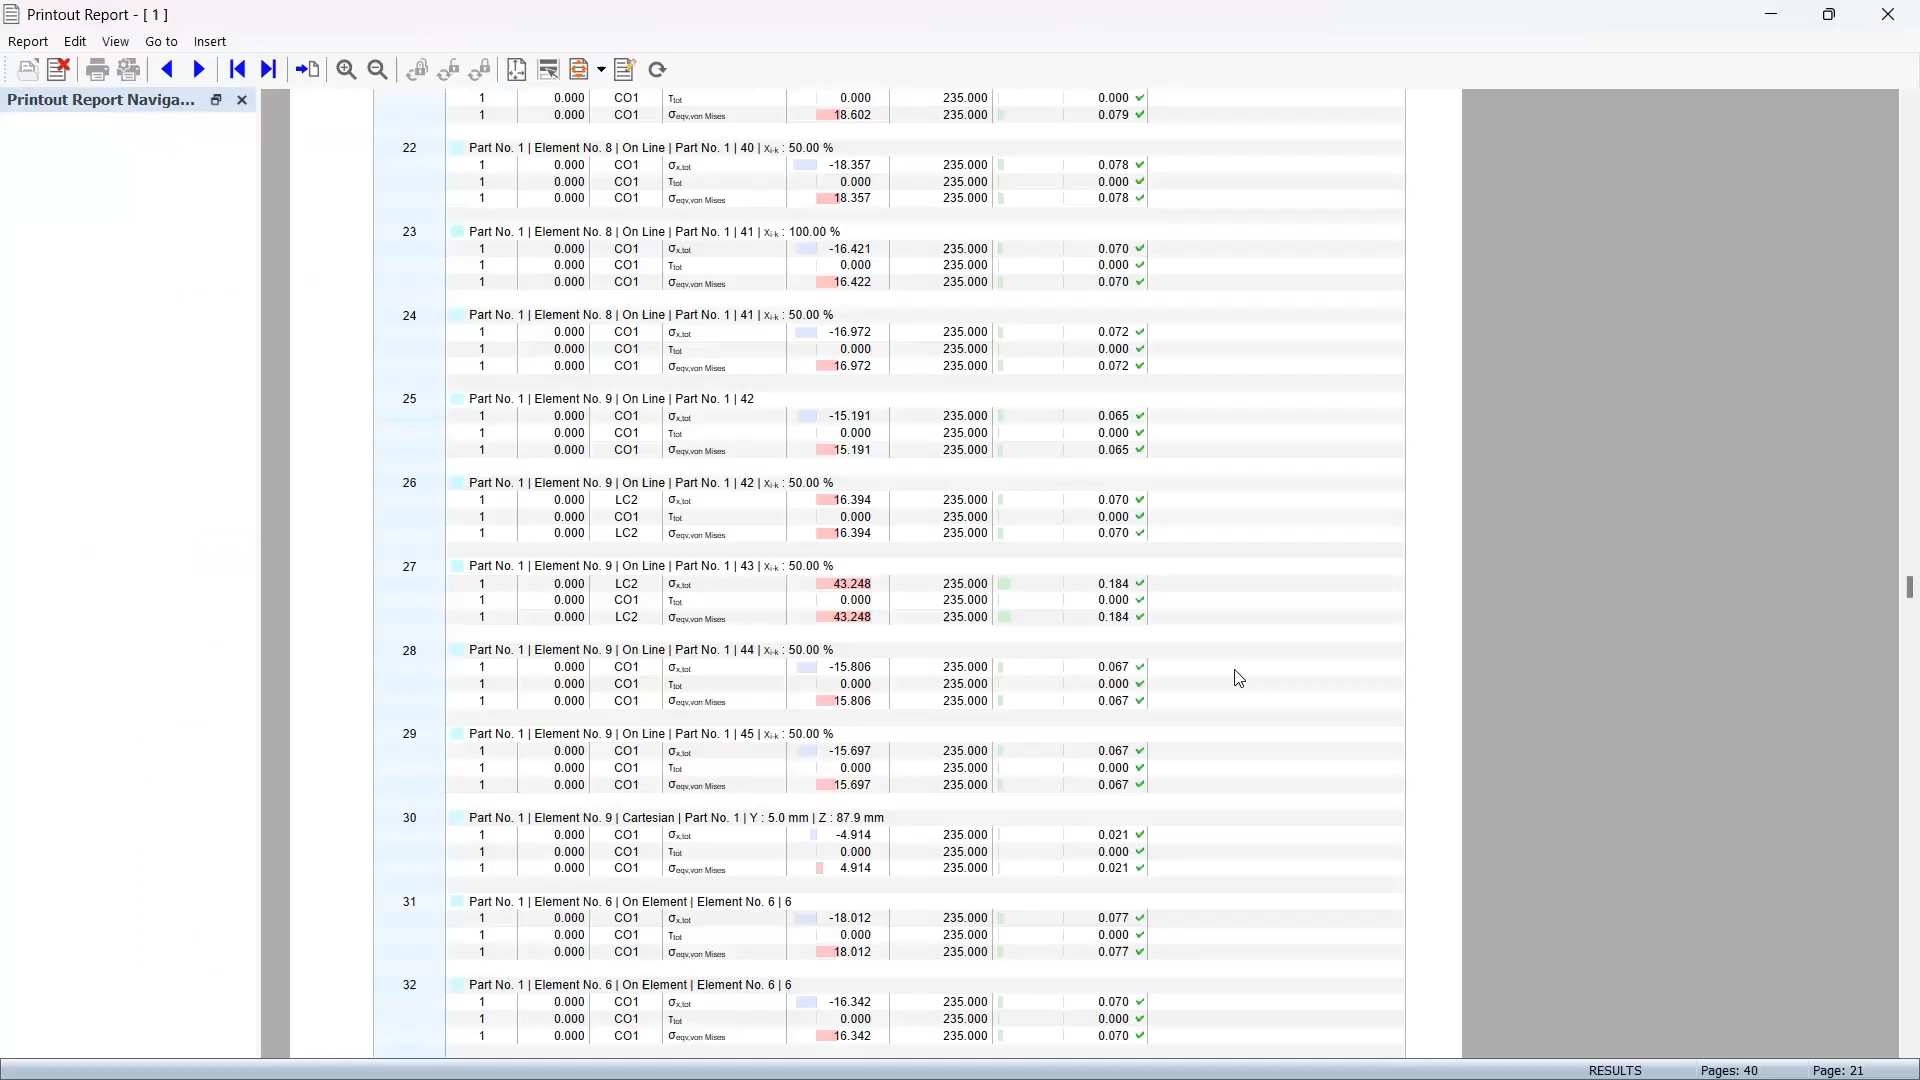 Printout Report - [ 1 ]
Report Edit View Go to Insert
Printout Report Naviga...
1 0.000 CO1 τtot 0.000 235.000 0.000
1 0.000 CO1 σeqv,von Mises 18.602 235.000 0.079
22 Part No. 1 | Element No. 8 | On Line | Part No. 1 | 40 | xi-k : 50.00 %
1 0.000 CO1 σx,tot -18.357 235.000 0.078
1 0.000 CO1 τtot 0.000 235.000 0.000
1 0.000 CO1 σeqv,von Mises 18.357 235.000 0.078
23 Part No. 1 | Element No. 8 | On Line | Part No. 1 | 41 | xi-k : 100.00 %
1 0.000 CO1 σx,tot -16.421 235.000 0.070
1 0.000 CO1 τtot 0.000 235.000 0.000
1 0.000 CO1 σeqv,von Mises 16.422 235.000 0.070
24 Part No. 1 | Element No. 8 | On Line | Part No. 1 | 41 | xi-k : 50.00 %
1 0.000 CO1 σx,tot -16.972 235.000 0.072
1 0.000 CO1 τtot 0.000 235.000 0.000
1 0.000 CO1 σeqv,von Mises 16.972 235.000 0.072
25 Part No. 1 | Element No. 9 | On Line | Part No. 1 | 42
1 0.000 CO1 σx,tot -15.191 235.000 0.065
1 0.000 CO1 τtot 0.000 235.000 0.000
1 0.000 CO1 σeqv,von Mises 15.191 235.000 0.065
26 Part No. 1 | Element No. 9 | On Line | Part No. 1 | 42 | xi-k : 50.00 %
1 0.000 LC2 σx,tot 16.394 235.000 0.070
1 0.000 CO1 τtot 0.000 235.000 0.000
1 0.000 LC2 σeqv,von Mises 16.394 235.000 0.070
27 Part No. 1 | Element No. 9 | On Line | Part No. 1 | 43 | xi-k : 50.00 %
1 0.000 LC2 σx,tot 43.248 235.000 0.184
1 0.000 CO1 τtot 0.000 235.000 0.000
1 0.000 LC2 σeqv,von Mises 43.248 235.000 0.184
28 Part No. 1 | Element No. 9 | On Line | Part No. 1 | 44 | xi-k : 50.00 %
1 0.000 CO1 σx,tot -15.806 235.000 0.067
1 0.000 CO1 τtot 0.000 235.000 0.000
1 0.000 CO1 σeqv,von Mises 15.806 235.000 0.067
29 Part No. 1 | Element No. 9 | On Line | Part No. 1 | 45 | xi-k : 50.00 %
1 0.000 CO1 σx,tot -15.697 235.000 0.067
1 0.000 CO1 τtot 0.000 235.000 0.000
1 0.000 CO1 σeqv,von Mises 15.697 235.000 0.067
30 Part No. 1 | Element No. 9 | Cartesian | Part No. 1 | Y : 5.0 mm | Z : 87.9 mm
1 0.000 CO1 σx,tot -4.914 235.000 0.021
1 0.000 CO1 τtot 0.000 235.000 0.000
1 0.000 CO1 σeqv,von Mises 4.914 235.000 0.021
31 Part No. 1 | Element No. 6 | On Element | Element No. 6 | 6
1 0.000 CO1 σx,tot -18.012 235.000 0.077
1 0.000 CO1 τtot 0.000 235.000 0.000
1 0.000 CO1 σeqv,von Mises 18.012 235.000 0.077
32 Part No. 1 | Element No. 6 | On Element | Element No. 6 | 6
1 0.000 CO1 σx,tot -16.342 235.000 0.070
1 0.000 CO1 τtot 0.000 235.000 0.000
1 0.000 CO1 σeqv,von Mises 16.342 235.000 0.070
RESULTS Pages: 40 Page: 21